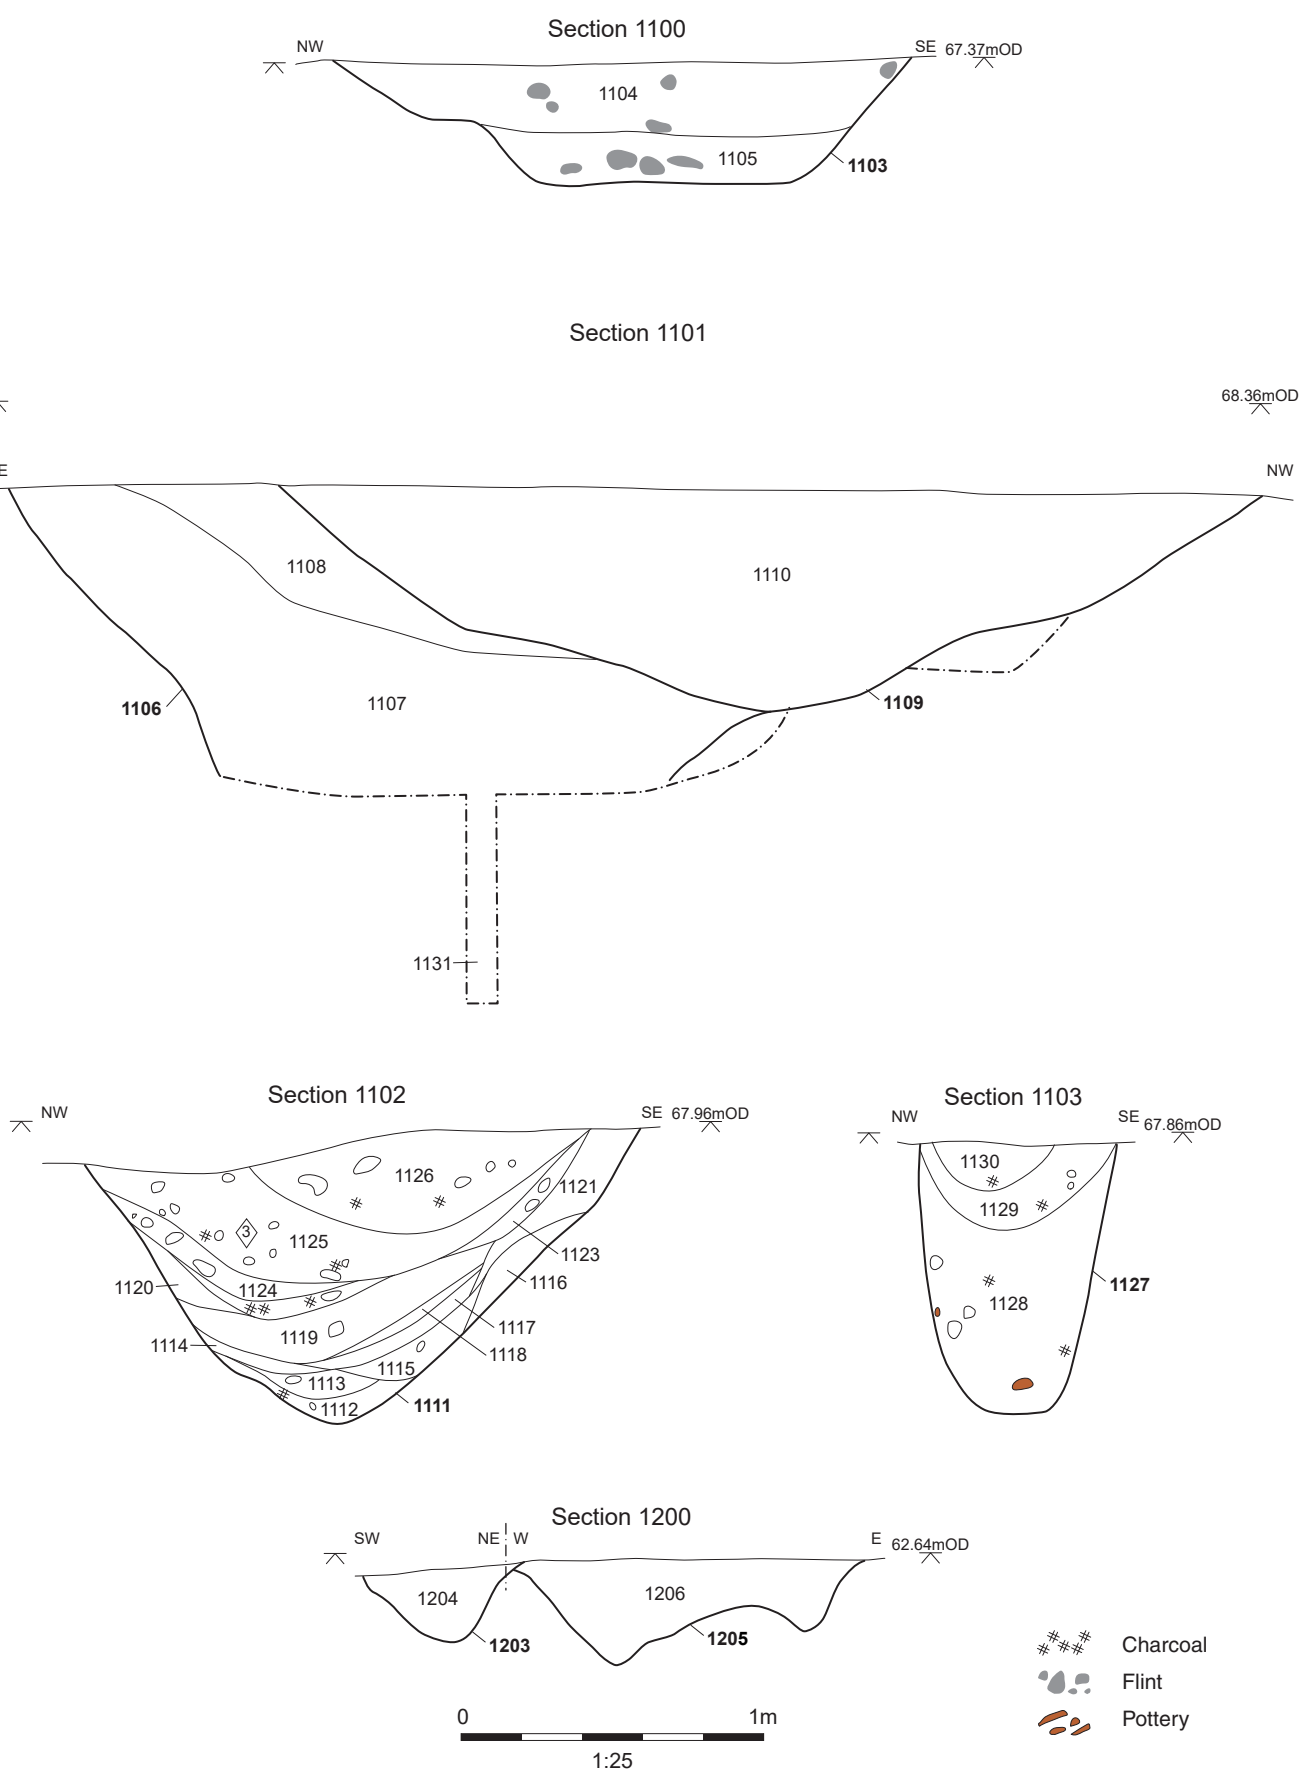 Section 1100
NW
SE 67.37mOD
1104
1105
1103
Section 1101
68.36mOD
E
NW
1108
1110
1106
1107
1109
1131
Section 1102
NW
SE 67.96mOD
1126
1121
3
1125
1123
1120
1124
1116
1119
1117
1114
1118
1115
1113
1112
1111
Section 1103
NW
SE 67.86mOD
1130
1129
1127
1128
Section 1200
SW
NE W
E 62.64mOD
1204
1206
1203
1205
0 1m
1:25
Charcoal
Flint
Pottery